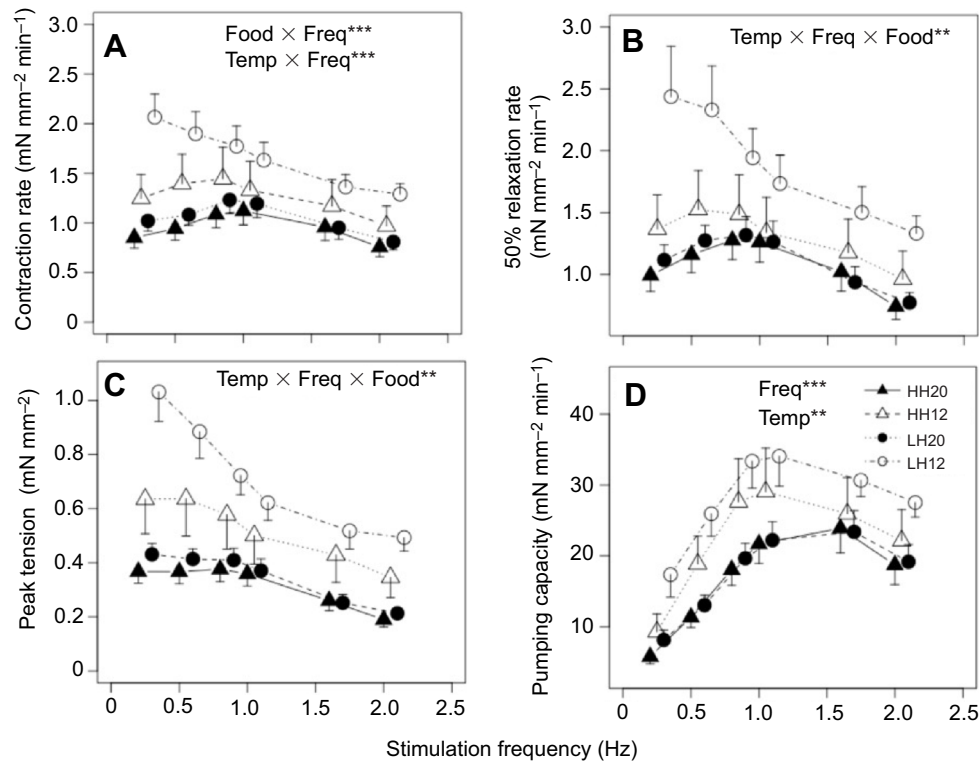 A
Food × Freq***
Temp × Freq***
Contraction rate (mN mm–2 min–1)
3.0
2.5
2.0
1.5
1.0
0.5
0
B
Temp × Freq × Food**
50% relaxation rate
(mN mm–2 min–1)
3.0
2.5
2.0
1.5
1.0
C
Temp × Freq × Food**
Peak tension (mN mm–2)
1.0
0.8
0.6
0.4
0.2
0
0 0.5 1.0 1.5 2.0 2.5
D
Freq***
Temp**
HH20
HH12
LH20
LH12
Pumping capacity (mN mm–2 min–1)
40
30
20
10
0 0.5 1.0 1.5 2.0 2.5
Stimulation frequency (Hz)